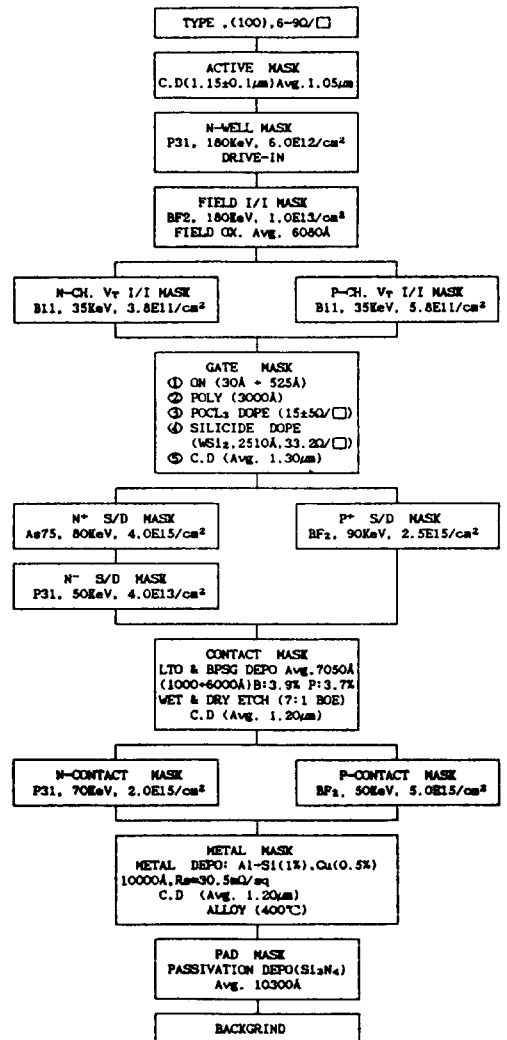 TYPE ,(100),6-9Ω/□
ACTIVE MASK
C.D(1.15±0.1μm)Avg.1.05μm
N-WELL MASK
P31, 180KeV, 6.0E12/cm²
DRIVE-IN
FIELD I/I MASK
BF2, 180KeV, 1.0E13/cm²
FIELD OX. Avg. 6080Å
N-CH. V_T I/I MASK
B11, 35KeV, 3.8E11/cm²
P-CH. V_T I/I MASK
B11, 35KeV, 5.8E11/cm²
GATE MASK
① ON (30Å + 525Å)
② POLY (3000Å)
③ POCL₃ DOPE (15±5Ω/□)
④ SILICIDE DOPE
(WSi₂,2510Å,33.2Ω/□)
⑤ C.D (Avg. 1.30μm)
N⁺ S/D MASK
As75, 80KeV, 4.0E15/cm²
P⁺ S/D MASK
BF₂, 90KeV, 2.5E15/cm²
N⁻ S/D MASK
P31, 50KeV, 4.0E13/cm²
CONTACT MASK
LTO & BPSG DEPO Avg.7050Å
(1000+6000Å)B:3.9% P:3.7%
WET & DRY ETCH (7:1 BOE)
C.D (Avg. 1.20μm)
N-CONTACT MASK
P31, 70KeV, 2.0E15/cm²
P-CONTACT MASK
BF₂, 50KeV, 5.0E15/cm²
METAL MASK
METAL DEPO: Al-Si(1%),Cu(0.5%)
10000Å,Rs=30.5mΩ/sq
C.D (Avg. 1.20μm)
ALLOY (400℃)
PAD MASK
PASSIVATION DEPO(Si₃N₄)
Avg. 10300Å
BACKGRIND